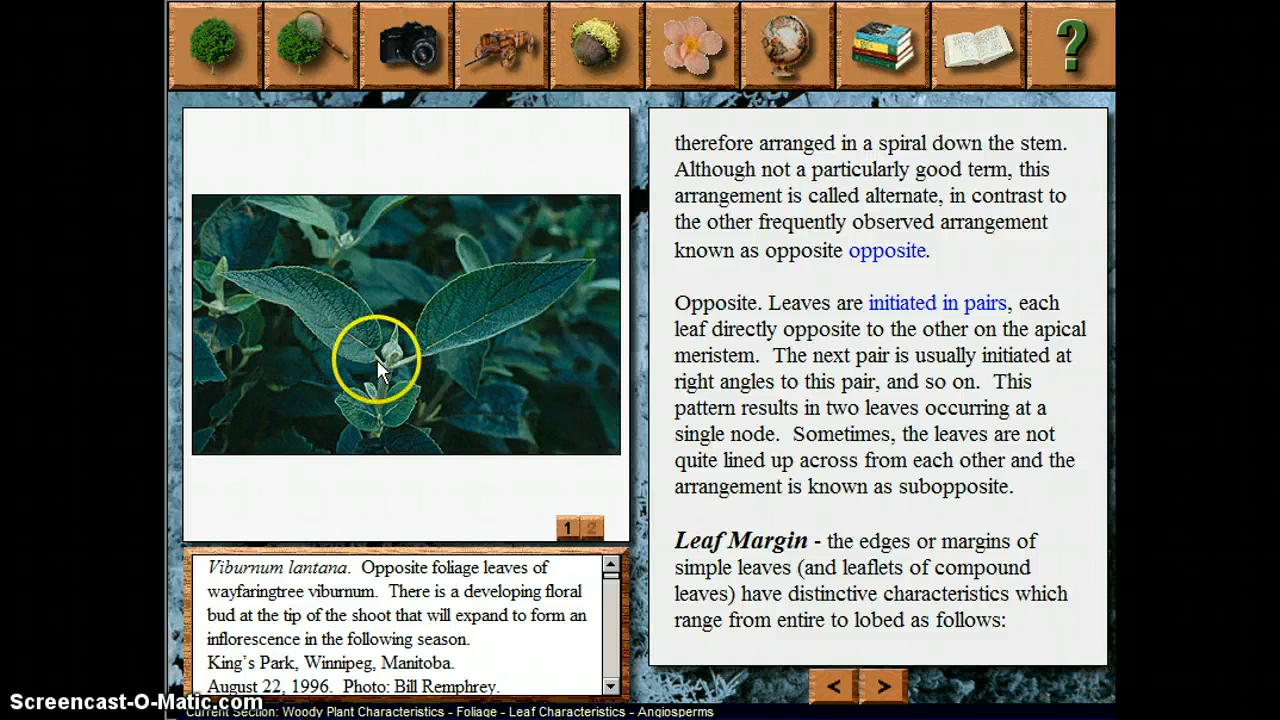 therefore arranged in a spiral down the stem.
Although not a particularly good term, this
arrangement is called alternate, in contrast to
the other frequently observed arrangement
known as opposite opposite.
Opposite. Leaves are initiated in pairs, each
leaf directly opposite to the other on the apical
meristem. The next pair is usually initiated at
right angles to this pair, and so on. This
pattern results in two leaves occurring at a
single node. Sometimes, the leaves are not
quite lined up across from each other and the
arrangement is known as subopposite.
Leaf Margin - the edges or margins of
simple leaves (and leaflets of compound
leaves) have distinctive characteristics which
range from entire to lobed as follows:
1 2
Viburnum lantana. Opposite foliage leaves of
wayfaringtree viburnum. There is a developing floral
bud at the tip of the shoot that will expand to form an
inflorescence in the following season.
King's Park, Winnipeg, Manitoba.
August 22, 1996. Photo: Bill Remphrey.
< >
Screencast-O-Matic.com
Current Section: Woody Plant Characteristics - Foliage - Leaf Characteristics - Angiosperms
?